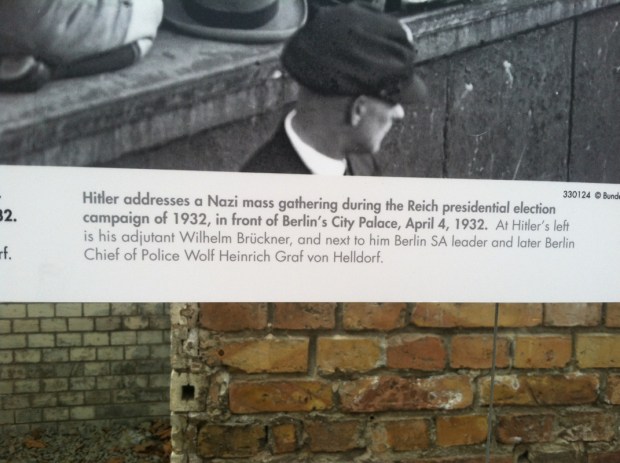 330124 © Bunde
Hitler addresses a Nazi mass gathering during the Reich presidential election
campaign of 1932, in front of Berlin's City Palace, April 4, 1932. At Hitler's left
is his adjutant Wilhelm Brückner, and next to him Berlin SA leader and later Berlin
Chief of Police Wolf Heinrich Graf von Helldorf.
32.
rf.